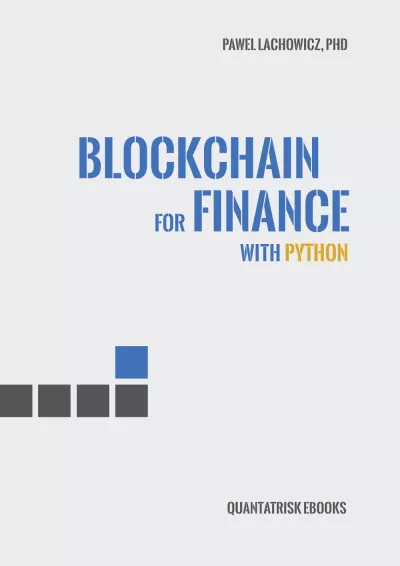 PAWEL LACHOWICZ, PHD
BLOCKCHAIN
FOR FINANCE
WITH PYTHON
QUANTATRISK EBOOKS